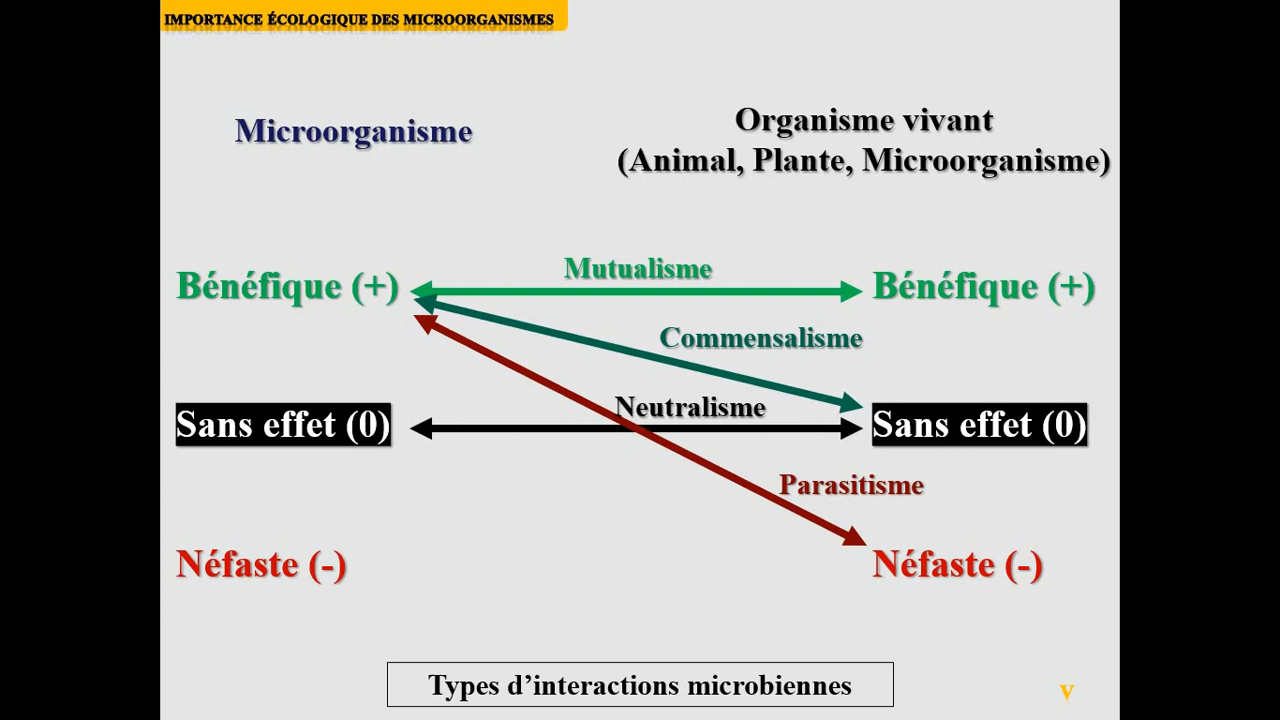 IMPORTANCE ÉCOLOGIQUE DES MICROORGANISMES
Microorganisme
Organisme vivant
(Animal, Plante, Microorganisme)
Bénéfique (+)
Mutualisme
Bénéfique (+)
Commensalisme
Sans effet (0)
Neutralisme
Sans effet (0)
Parasitisme
Néfaste (-)
Néfaste (-)
Types d’interactions microbiennes
v